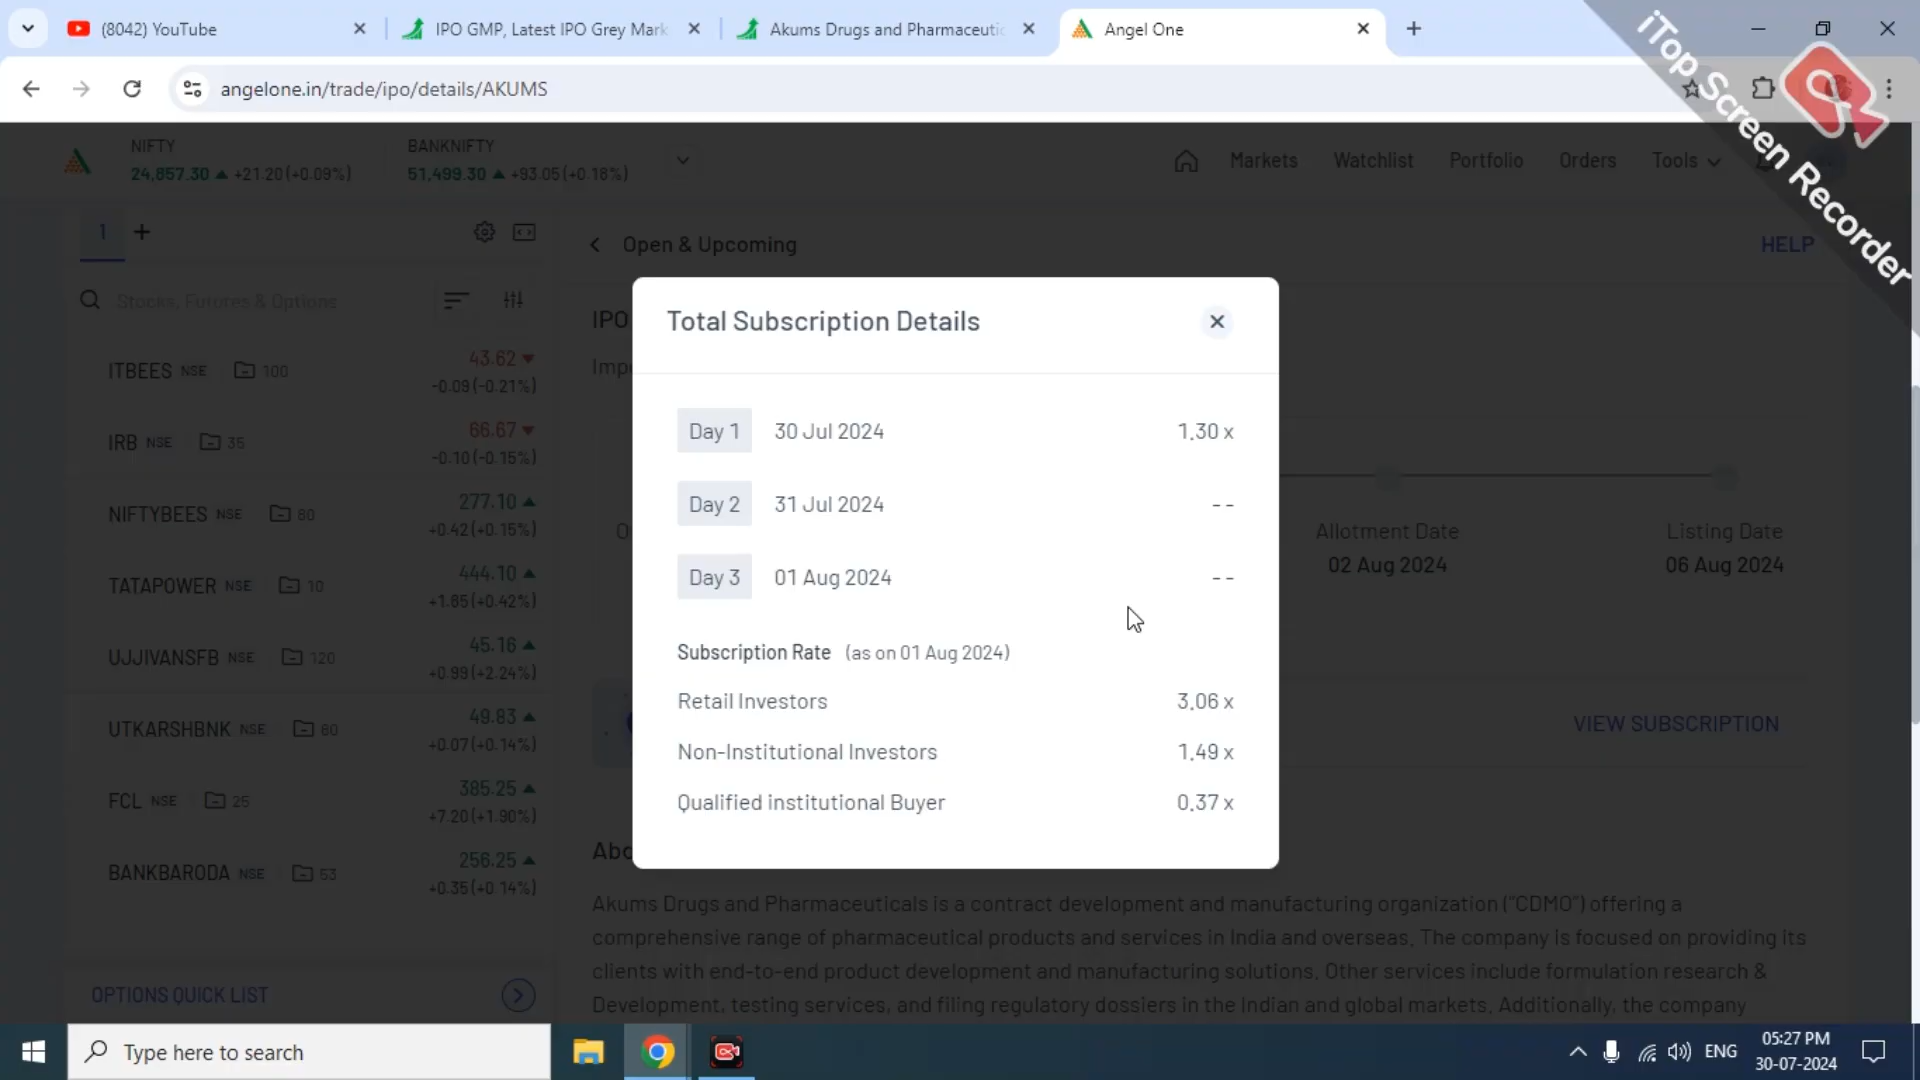 (8042) YouTube
IPO GMP, Latest IPO Grey Mark
Akums Drugs and Pharmaceutic
Angel One
angelone.in/trade/ipo/details/AKUMS
iTop Screen Recorder
NIFTY
24,857.30 ▲ +21.20 (+0.09%)
BANKNIFTY
51,499.30 ▲ +93.05 (+0.18%)
Markets
Watchlist
Portfolio
Orders
Tools
1
Open & Upcoming
HELP
Stocks, Futures & Options
ITBEES NSE 100
43.62 ▼
-0.09 (-0.21%)
IRB NSE 35
66.67 ▼
-0.10 (-0.15%)
NIFTYBEES NSE 80
277.10 ▲
+0.42 (+0.15%)
TATAPOWER NSE 10
444.10 ▲
+1.85 (+0.42%)
UJJIVANSFB NSE 120
45.16 ▲
+0.99 (+2.24%)
UTKARSHBNK NSE 60
49.83 ▲
+0.07 (+0.14%)
FCL NSE 25
385.25 ▲
+7.20 (+1.90%)
BANKBARODA NSE 53
256.25 ▲
+0.35 (+0.14%)
OPTIONS QUICK LIST
IPO
Total Subscription Details
Day 1 30 Jul 2024 1.30 x
Day 2 31 Jul 2024 --
Day 3 01 Aug 2024 --
Subscription Rate (as on 01 Aug 2024)
Retail Investors 3.06 x
Non-Institutional Investors 1.49 x
Qualified institutional Buyer 0.37 x
Allotment Date
02 Aug 2024
Listing Date
06 Aug 2024
VIEW SUBSCRIPTION
Akums Drugs and Pharmaceuticals is a contract development and manufacturing organization ("CDMO") offering a
comprehensive range of pharmaceutical products and services in India and overseas. The company is focused on providing its
clients with end-to-end product development and manufacturing solutions. Other services include formulation research &
Development, testing services, and filing regulatory dossiers in the Indian and global markets. Additionally, the company
Type here to search
ENG
05:27 PM
30-07-2024